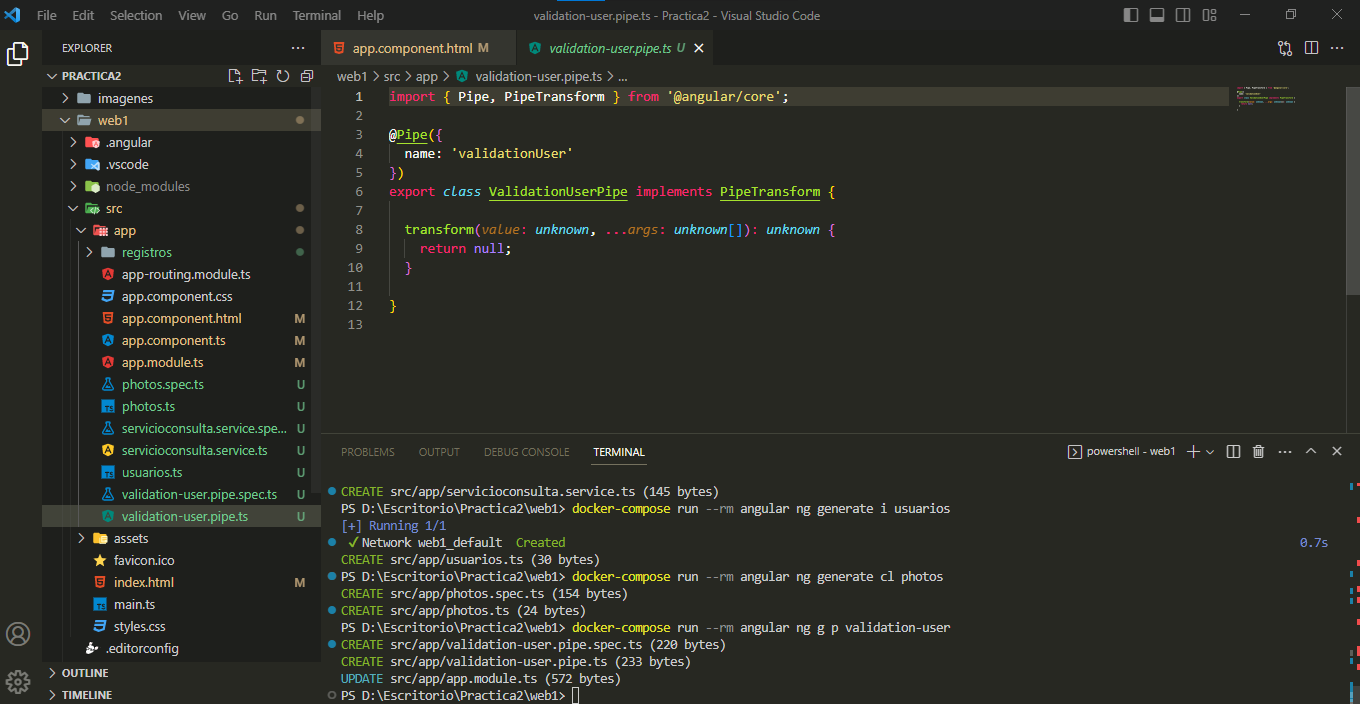 File Edit Selection View Go Run Terminal Help
validation-user.pipe.ts - Practica2 - Visual Studio Code
EXPLORER
PRACTICA2
imagenes
web1
.angular
.vscode
node_modules
src
app
registros
app-routing.module.ts
app.component.css
app.component.html M
app.component.ts M
app.module.ts M
photos.spec.ts U
photos.ts U
servicioconsulta.service.spe... U
servicioconsulta.service.ts U
usuarios.ts U
validation-user.pipe.spec.ts U
validation-user.pipe.ts U
assets
favicon.ico
index.html M
main.ts
styles.css
.editorconfig
OUTLINE
TIMELINE
app.component.html M
validation-user.pipe.ts U
web1 > src > app > validation-user.pipe.ts > ...
1 import { Pipe, PipeTransform } from '@angular/core';
2
3 @Pipe({
4 name: 'validationUser'
5 })
6 export class ValidationUserPipe implements PipeTransform {
7
8 transform(value: unknown, ...args: unknown[]): unknown {
9 return null;
10 }
11
12 }
13
PROBLEMS OUTPUT DEBUG CONSOLE TERMINAL
powershell - web1
CREATE src/app/servicioconsulta.service.ts (145 bytes)
PS D:\Escritorio\Practica2\web1> docker-compose run --rm angular ng generate i usuarios
[+] Running 1/1
✓Network web1_default Created 0.7s
CREATE src/app/usuarios.ts (30 bytes)
PS D:\Escritorio\Practica2\web1> docker-compose run --rm angular ng generate cl photos
CREATE src/app/photos.spec.ts (154 bytes)
CREATE src/app/photos.ts (24 bytes)
PS D:\Escritorio\Practica2\web1> docker-compose run --rm angular ng g p validation-user
CREATE src/app/validation-user.pipe.spec.ts (220 bytes)
CREATE src/app/validation-user.pipe.ts (233 bytes)
UPDATE src/app/app.module.ts (572 bytes)
PS D:\Escritorio\Practica2\web1>